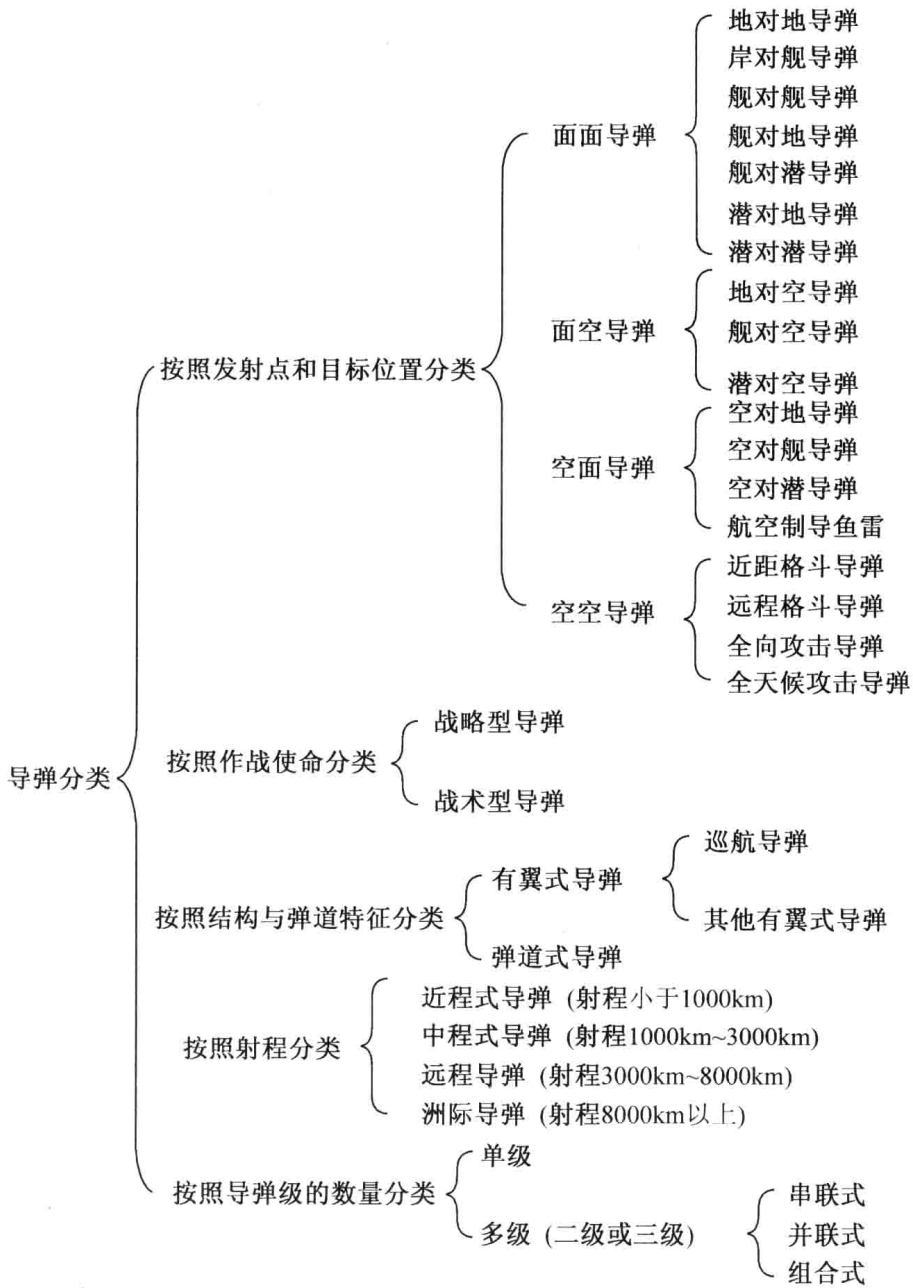 导弹分类
按照发射点和目标位置分类
面面导弹
地对地导弹
岸对舰导弹
舰对舰导弹
舰对地导弹
舰对潜导弹
潜对地导弹
潜对潜导弹
面空导弹
地对空导弹
舰对空导弹
潜对空导弹
空面导弹
空对地导弹
空对舰导弹
空对潜导弹
航空制导鱼雷
空空导弹
近距格斗导弹
远程格斗导弹
全向攻击导弹
全天候攻击导弹
按照作战使命分类
战略型导弹
战术型导弹
按照结构与弹道特征分类
有翼式导弹
巡航导弹
其他有翼式导弹
弹道式导弹
按照射程分类
近程式导弹 (射程小于1000km)
中程式导弹 (射程1000km~3000km)
远程导弹 (射程3000km~8000km)
洲际导弹 (射程8000km以上)
按照导弹级的数量分类
单级
多级 (二级或三级)
串联式
并联式
组合式